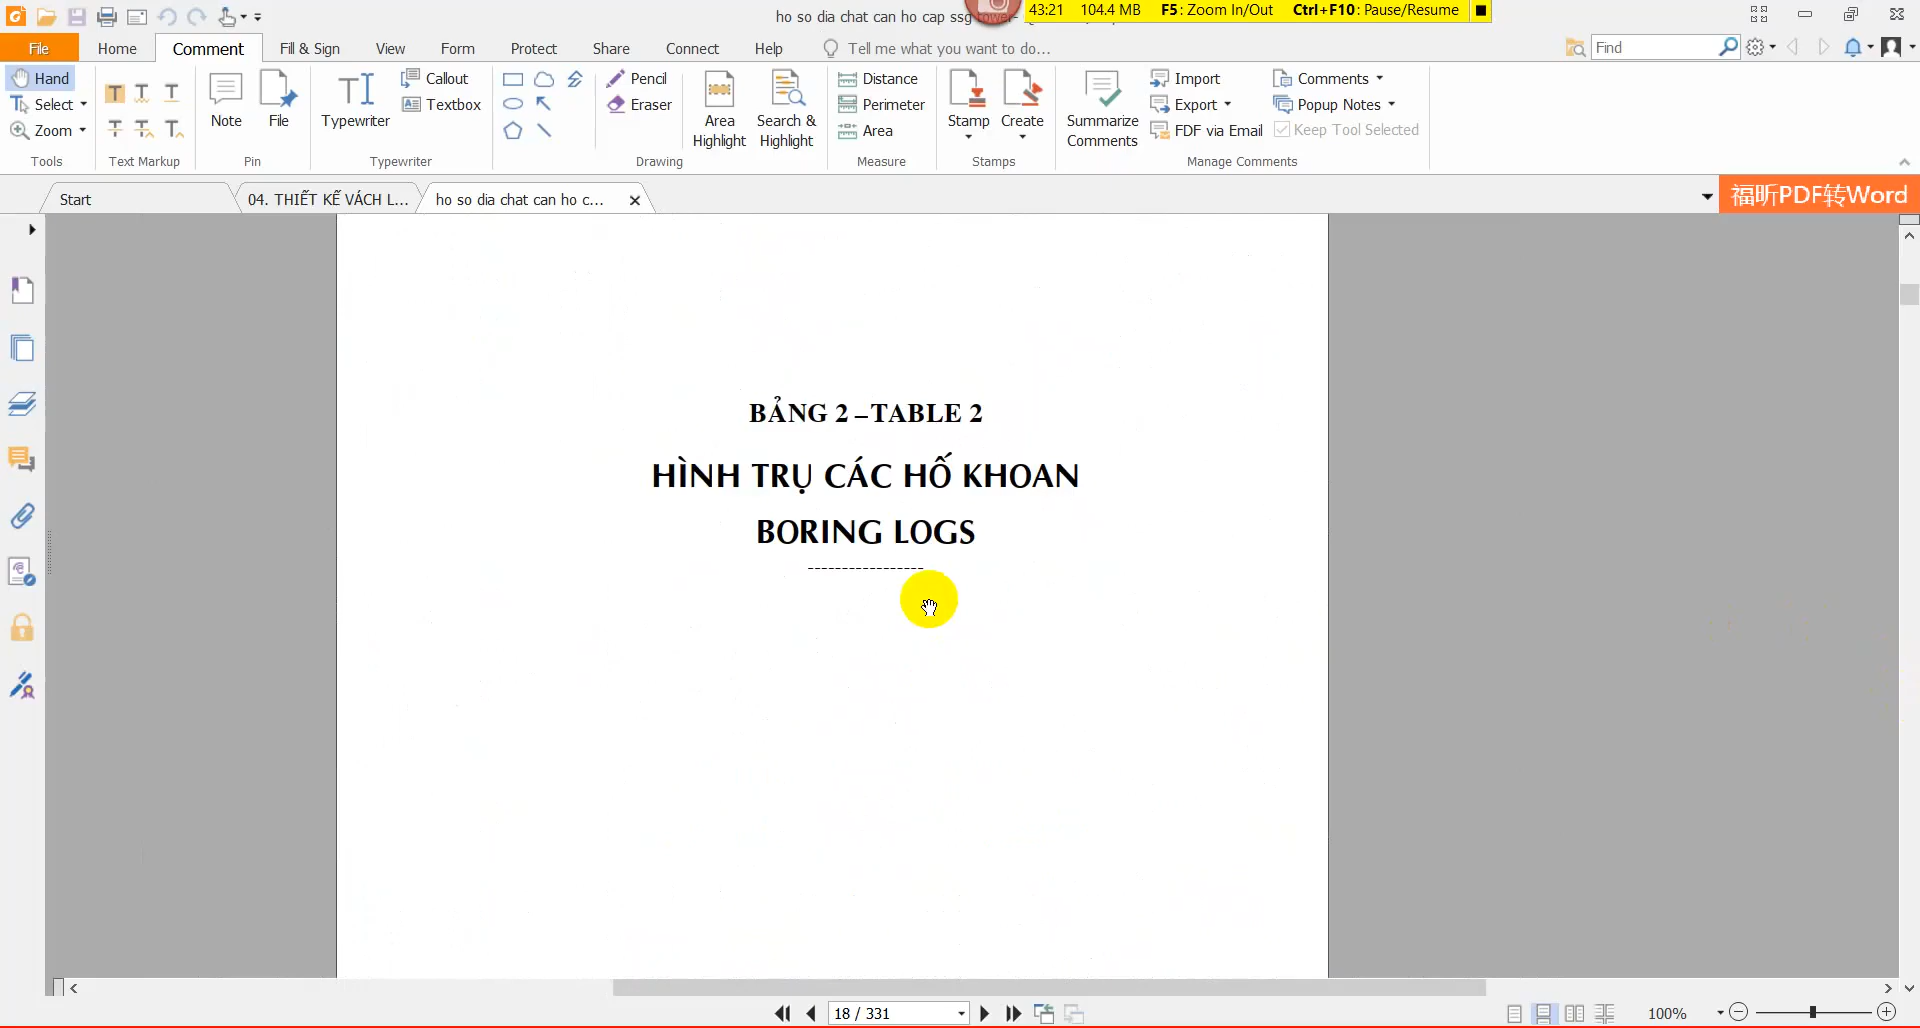 ho so dia chat can ho cap ssg
43:21 104.4 MB F5: Zoom In/Out Ctrl+F10: Pause/Resume
File Home Comment Fill & Sign View Form Protect Share Connect Help Tell me what you want to do... Find
Hand
Select
Zoom
Tools
Text Markup
Note
File
Pin
Typewriter
Callout
Textbox
Typewriter
Pencil
Eraser
Area
Highlight
Search &
Highlight
Drawing
Distance
Perimeter
Area
Measure
Stamp
Create
Stamps
Summarize
Comments
Import
Export
FDF via Email
Comments
Popup Notes
Keep Tool Selected
Manage Comments
Start
04. THIẾT KẾ VÁCH L...
ho so dia chat can ho c...
福昕PDF转Word
BẢNG 2 –TABLE 2
HÌNH TRỤ CÁC HỐ KHOAN
BORING LOGS
-----------------
18 / 331
100%